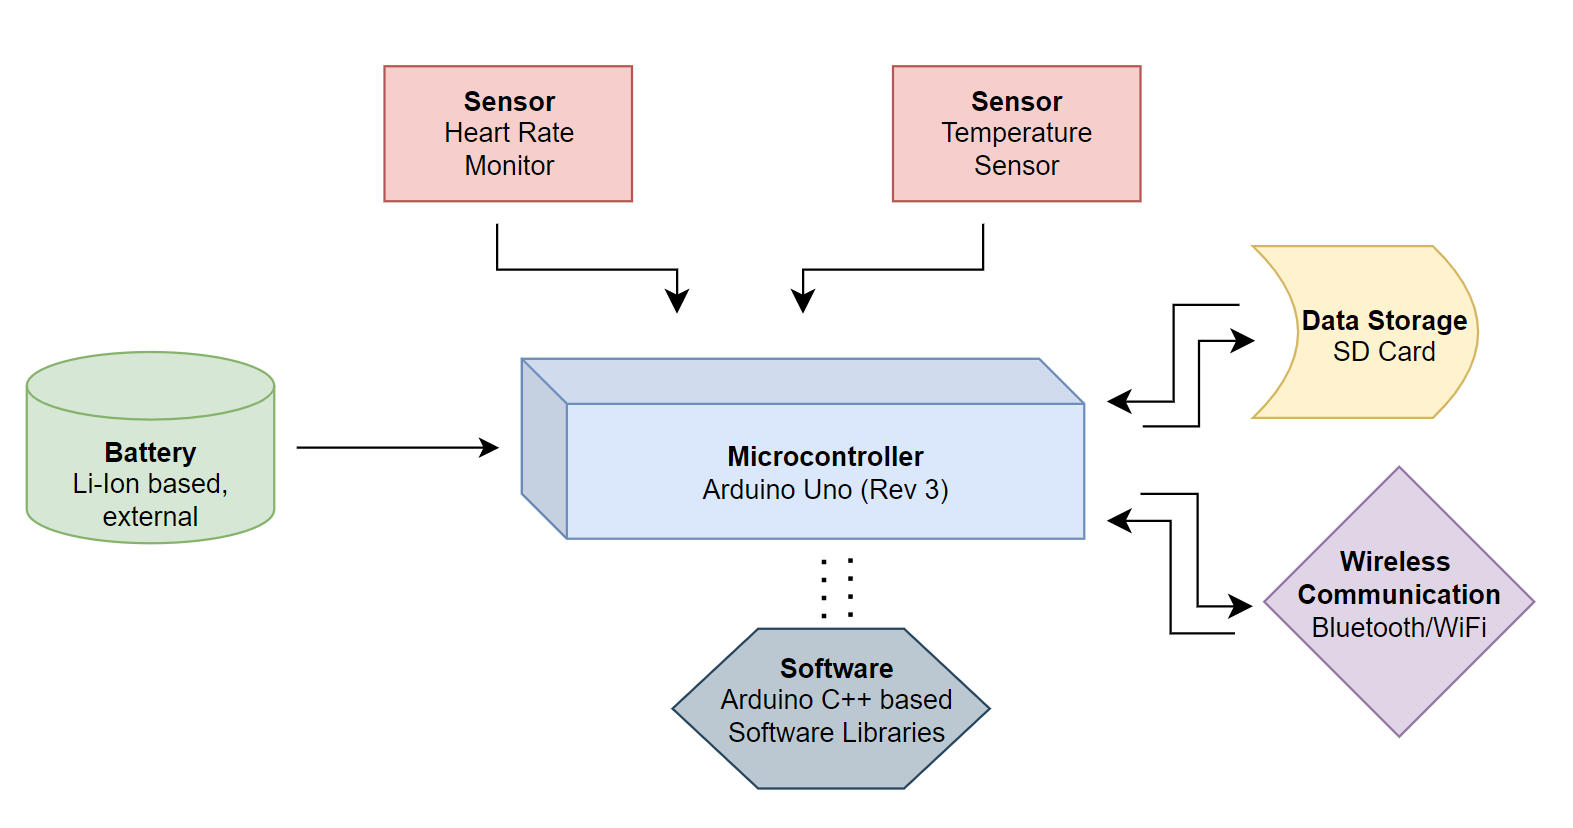 Sensor
Heart Rate
Monitor
Sensor
Temperature
Sensor
Data Storage
SD Card
Battery
Li-Ion based,
external
Microcontroller
Arduino Uno (Rev 3)
Wireless
Communication
Bluetooth/WiFi
Software
Arduino C++ based
Software Libraries